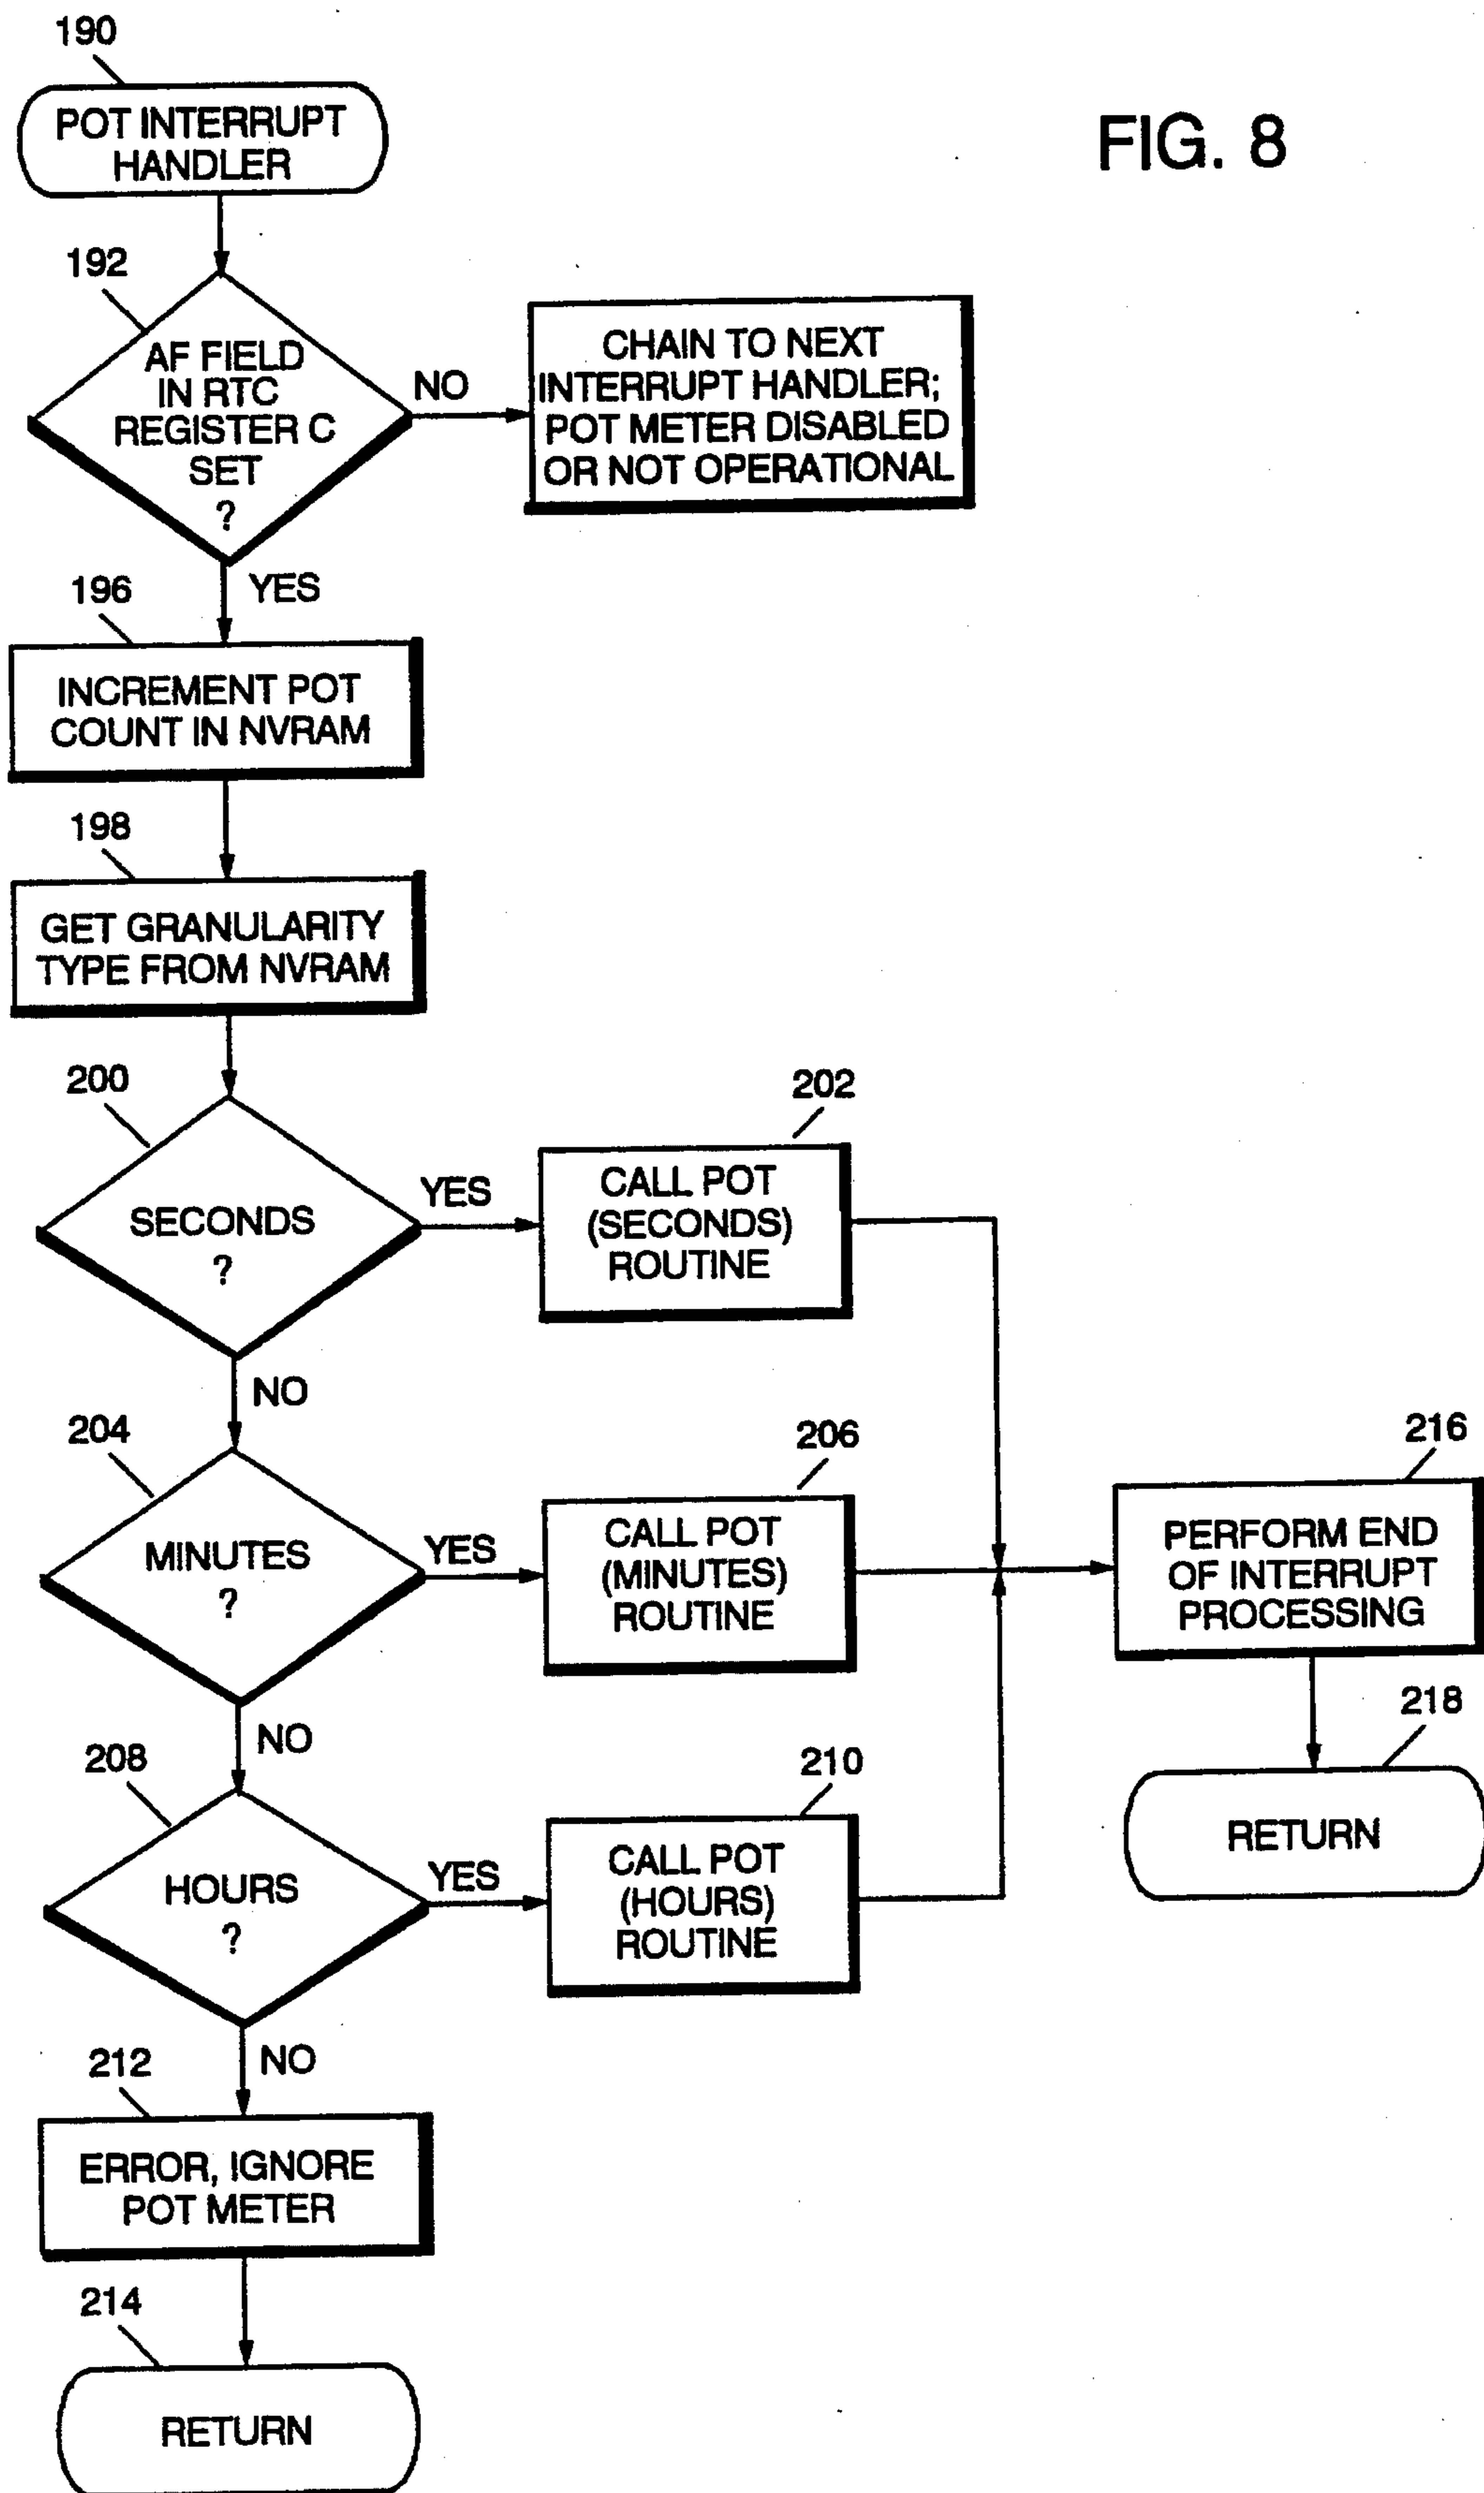 FIG. 8
190
POT INTERRUPT
HANDLER
192
AF FIELD
IN RTC
REGISTER C
SET
?
NO
CHAIN TO NEXT
INTERRUPT HANDLER;
POT METER DISABLED
OR NOT OPERATIONAL
YES
196
INCREMENT POT
COUNT IN NVRAM
198
GET GRANULARITY
TYPE FROM NVRAM
200
SECONDS
?
YES
202
CALL POT
(SECONDS)
ROUTINE
NO
204
MINUTES
?
YES
206
CALL POT
(MINUTES)
ROUTINE
216
PERFORM END
OF INTERRUPT
PROCESSING
218
RETURN
NO
208
HOURS
?
YES
210
CALL POT
(HOURS)
ROUTINE
NO
212
ERROR, IGNORE
POT METER
214
RETURN